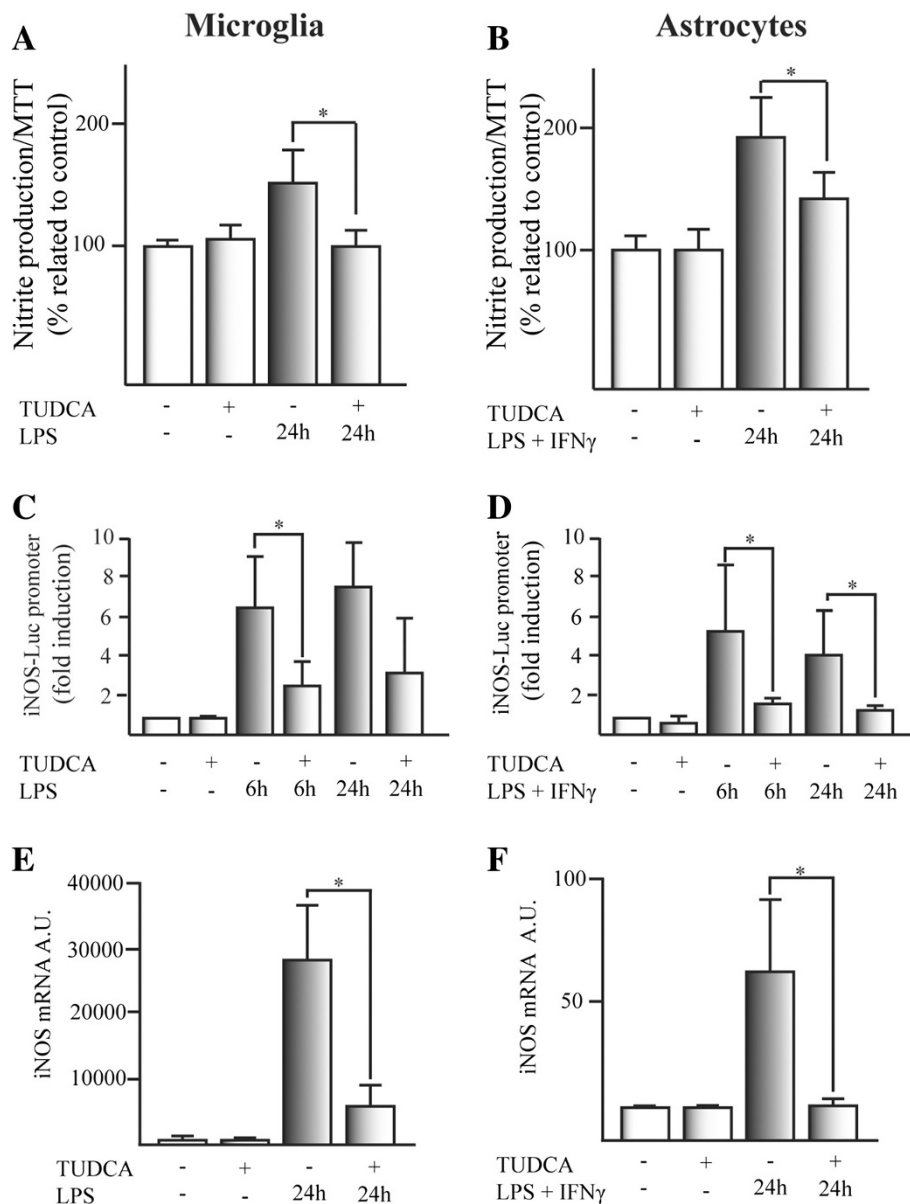 Microglia
Astrocytes
A
Nitrite production/MTT
(% related to control)
200
100
*
TUDCA - + - +
LPS - - 24h 24h
B
Nitrite production/MTT
(% related to control)
200
100
*
TUDCA - + - +
LPS + IFNγ - - 24h 24h
C
iNOS-Luc promoter
(fold induction)
10
8
6
4
2
*
TUDCA - + - + - +
LPS - - 6h 6h 24h 24h
D
iNOS-Luc promoter
(fold induction)
10
8
6
4
2
*
*
TUDCA - + - + - +
LPS + IFNγ - - 6h 6h 24h 24h
E
iNOS mRNA A.U.
40000
30000
20000
10000
*
TUDCA - + - +
LPS - - 24h 24h
F
iNOS mRNA A.U.
100
50
*
TUDCA - + - +
LPS + IFNγ - - 24h 24h